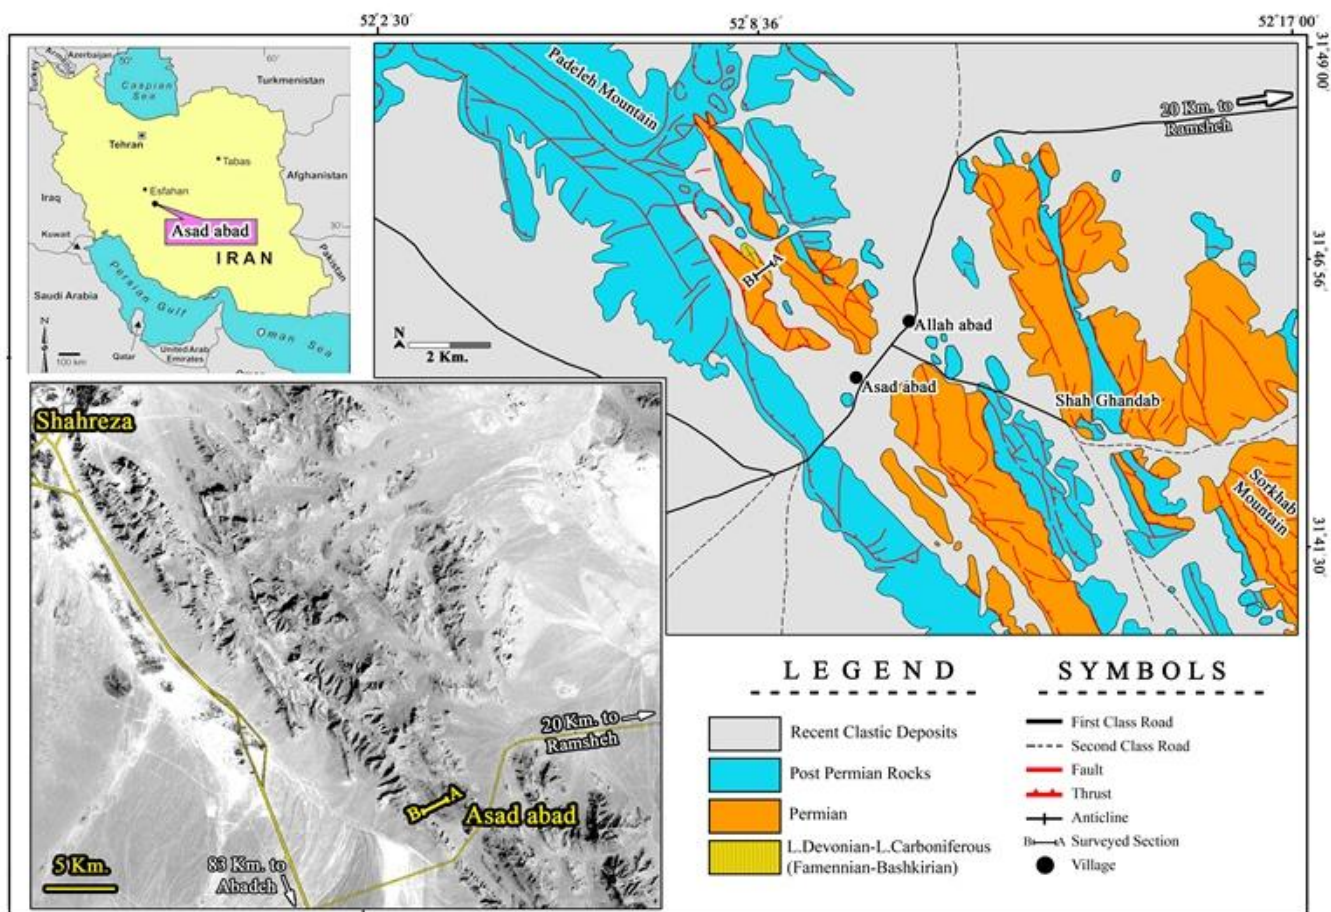 52°2´30˝
52°8´36˝
52°17´00˝
31°49´00˝
31°46´56˝
31°41´30˝
Azerbaijan
Turkey
50°
60°
Caspian
Sea
Turkmenistan
Tehran
Tabas
Afghanistan
Esfahan
Iraq
Asad abad
30°
Kuwait
IRAN
Pakistan
Persian Gulf
Saudi Arabia
Oman Sea
N
S
100 km
Qatar
United Arab
Emirates
Padeleh Mountain
20 Km. to
Ramsheh
B
A
N
2 Km.
Allah abad
Asad abad
Shah Ghandab
Sorkhab
Mountain
Shahreza
20 Km. to
Ramsheh
B
A
Asad abad
5 Km.
83 Km. to
Abadeh
LEGEND
Recent Clastic Deposits
Post Permian Rocks
Permian
L.Devonian-L.Carboniferous
(Famennian-Bashkirian)
SYMBOLS
First Class Road
Second Class Road
Fault
Thrust
Anticline
B
A
Surveyed Section
Village